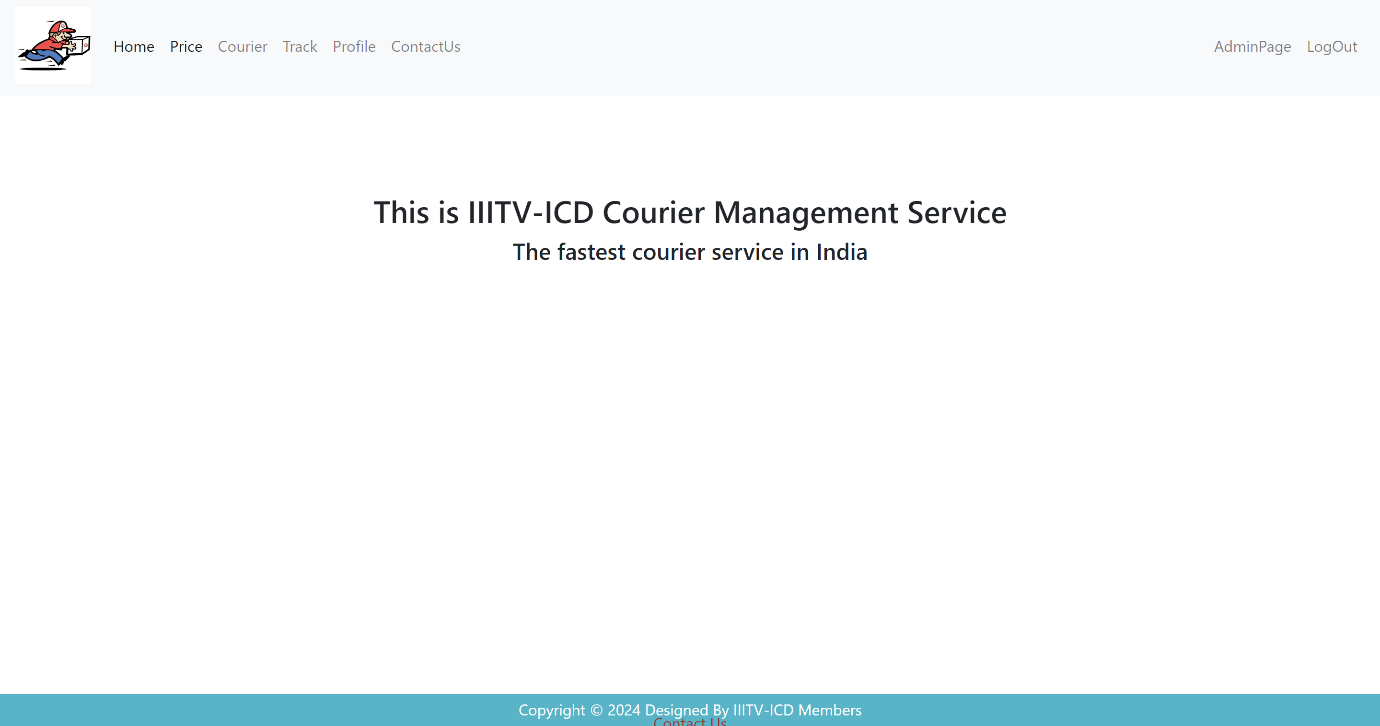 Home Price Courier Track Profile ContactUs AdminPage LogOut
This is IIITV-ICD Courier Management Service
The fastest courier service in India
Copyright © 2024 Designed By IIITV-ICD Members
Contact Us